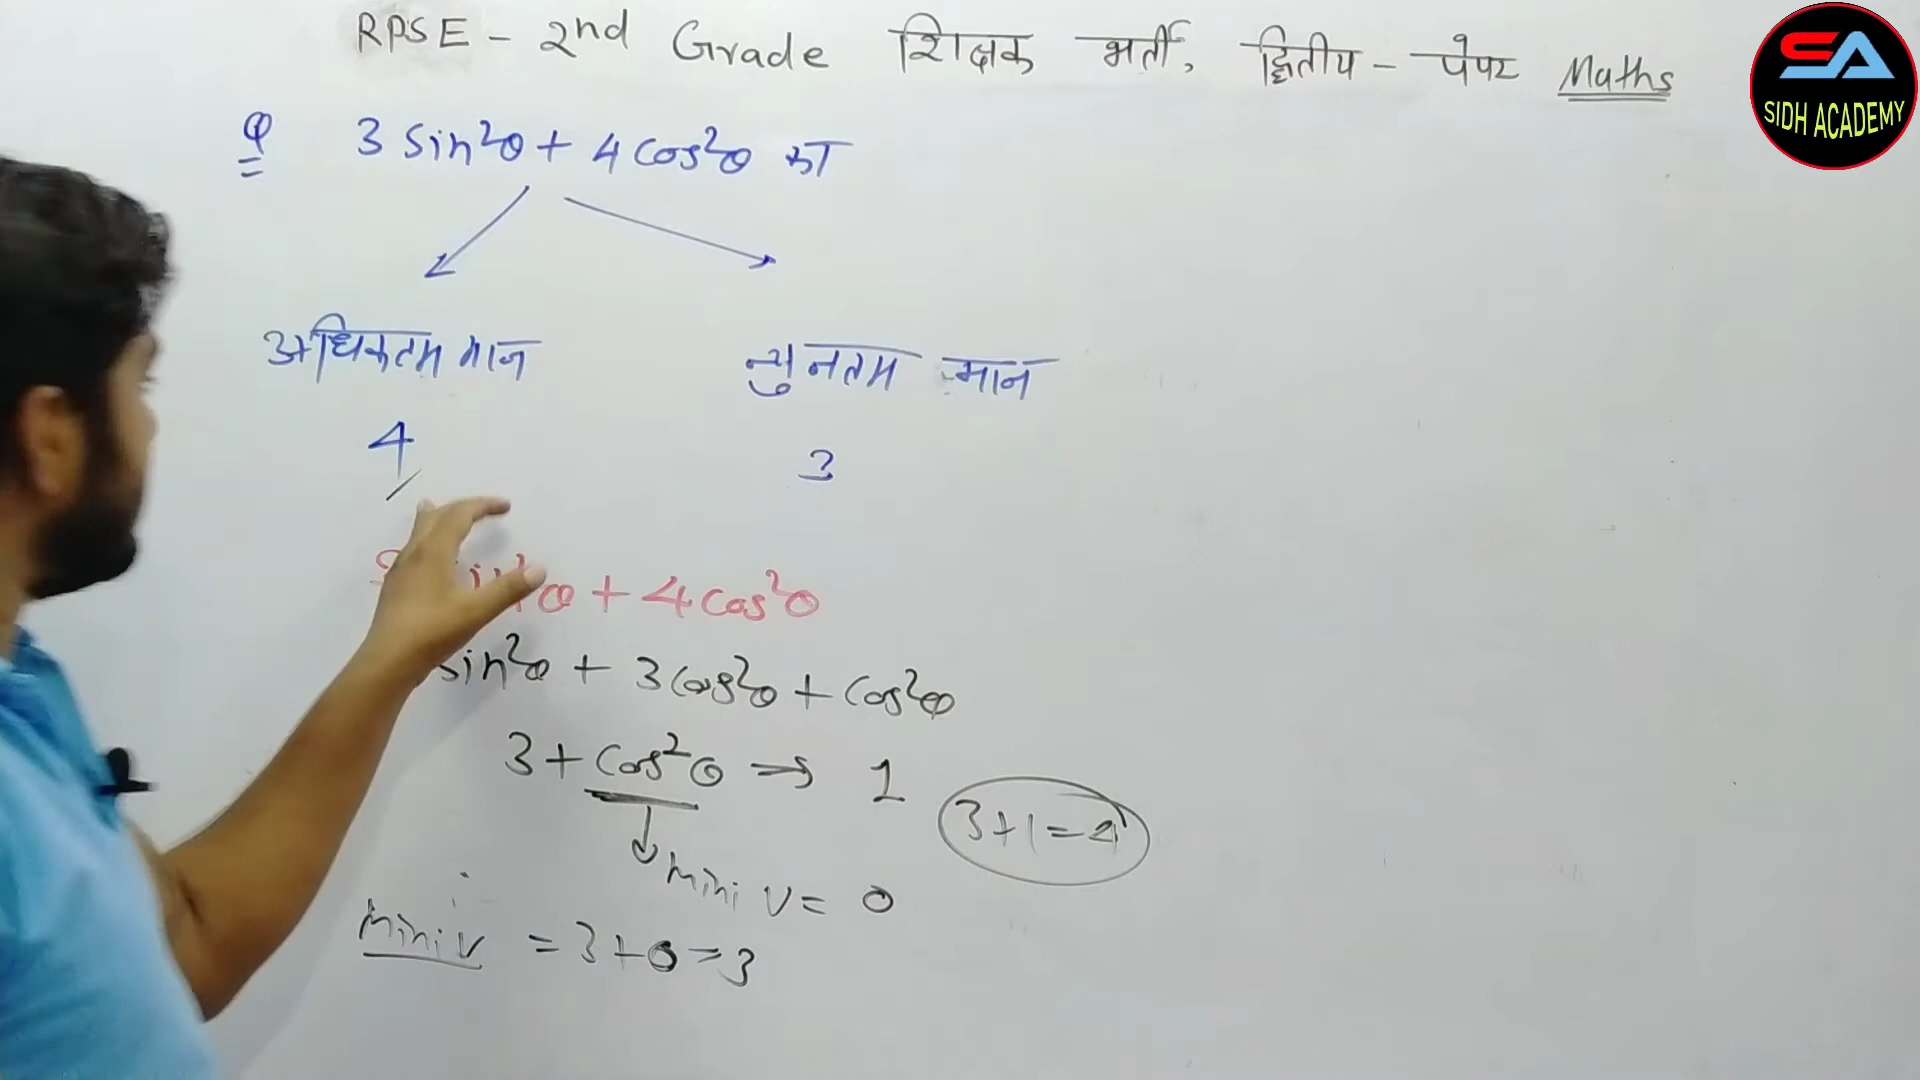 RPSE - 2nd Grade शिक्षक भर्ती, द्वितीय - पेपर Maths
SA
SIDH ACADEMY
Q 3 Sin²θ + 4 Cos²θ का
अधिकतम मान न्युनतम मान
4 3
θ + 4 Cos²θ
Sin²θ + 3 Cos²θ + Cos²θ
3 + Cos²θ ⇒ 1
3+1=4
mini v = 0
mini v = 3+0=3